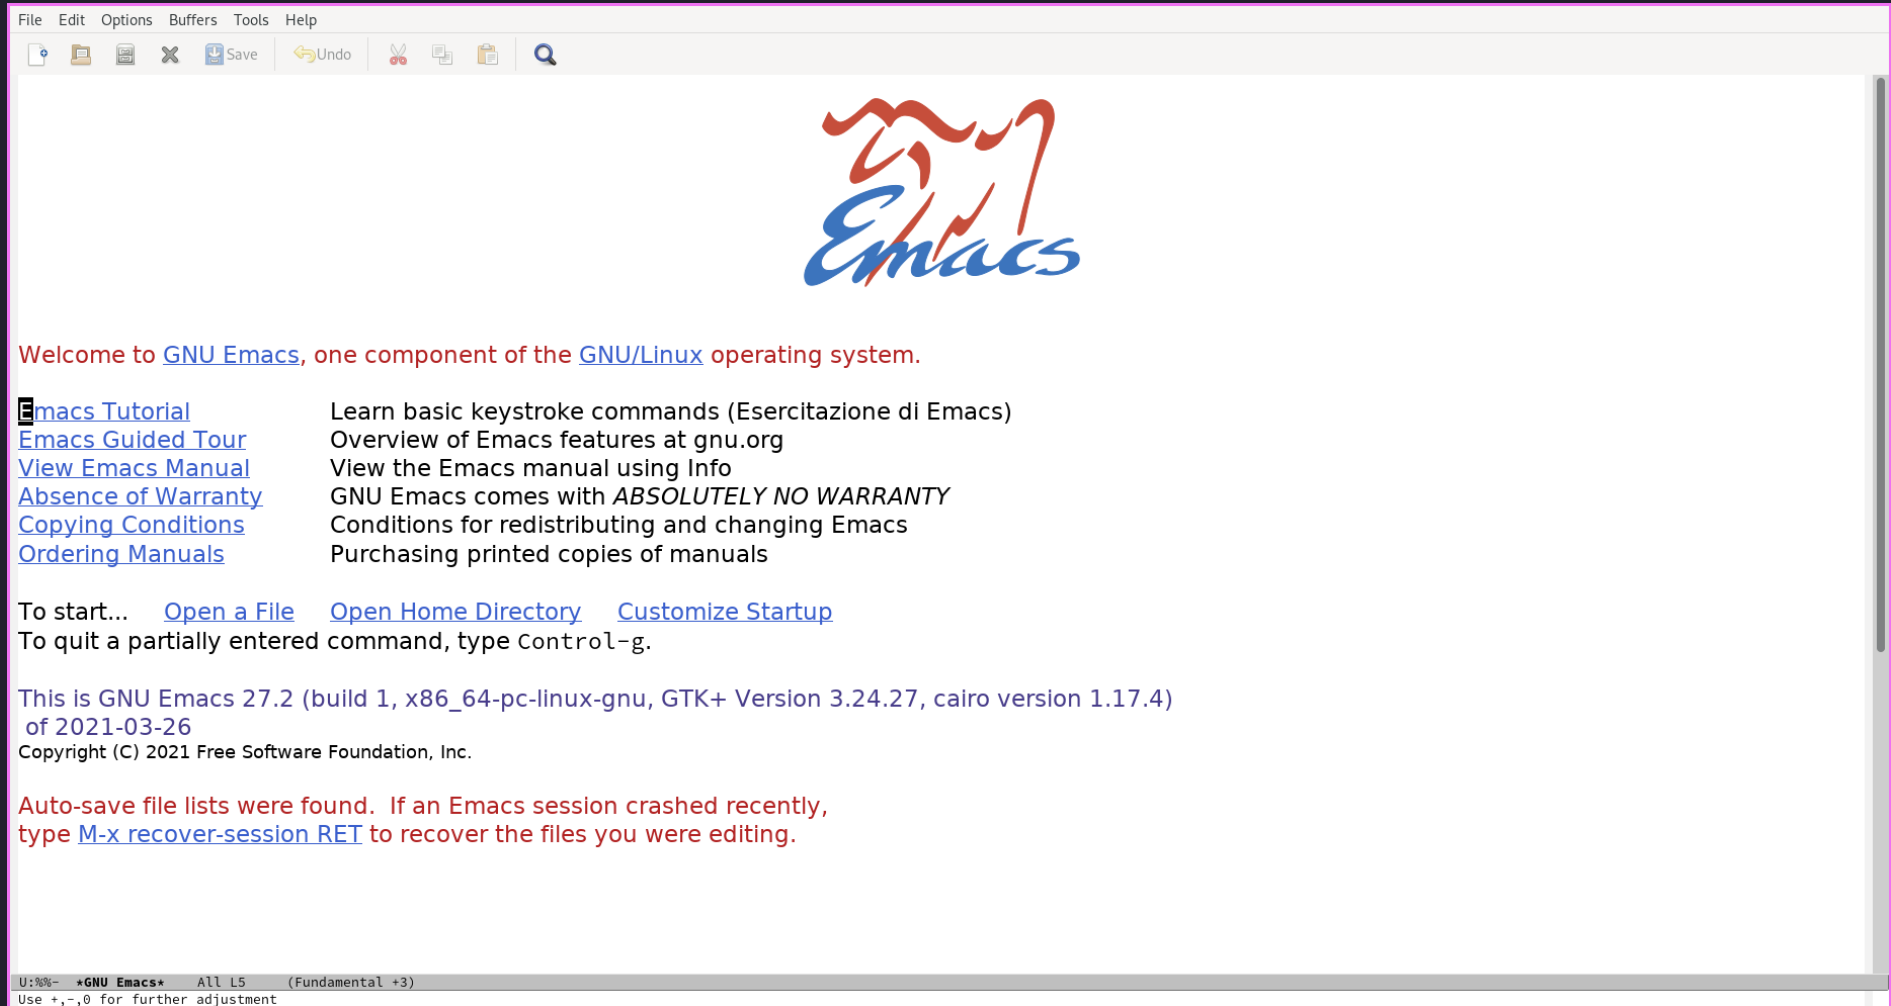 File Edit Options Buffers Tools Help
Save Undo
Emacs
Welcome to GNU Emacs, one component of the GNU/Linux operating system.
Emacs Tutorial Learn basic keystroke commands (Esercitazione di Emacs)
Emacs Guided Tour Overview of Emacs features at gnu.org
View Emacs Manual View the Emacs manual using Info
Absence of Warranty GNU Emacs comes with ABSOLUTELY NO WARRANTY
Copying Conditions Conditions for redistributing and changing Emacs
Ordering Manuals Purchasing printed copies of manuals
To start... Open a File Open Home Directory Customize Startup
To quit a partially entered command, type Control-g.
This is GNU Emacs 27.2 (build 1, x86_64-pc-linux-gnu, GTK+ Version 3.24.27, cairo version 1.17.4)
of 2021-03-26
Copyright (C) 2021 Free Software Foundation, Inc.
Auto-save file lists were found. If an Emacs session crashed recently,
type M-x recover-session RET to recover the files you were editing.
U:%%- *GNU Emacs* All L5 (Fundamental +3)
Use +,-,0 for further adjustment